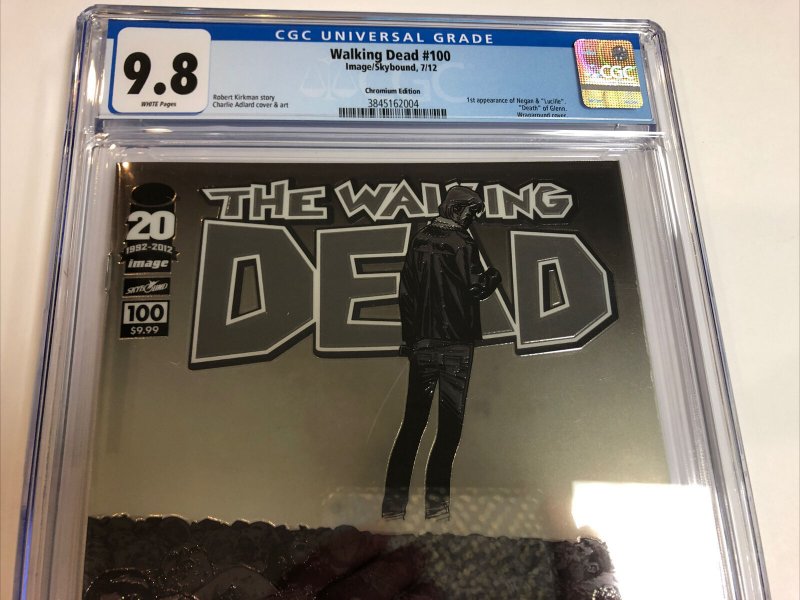 CGC UNIVERSAL GRADE
9.8
WHITE Pages
Walking Dead #100
Image/Skybound, 7/12
Chromium Edition
Robert Kirkman story
Charlie Adlard cover & art
3845162004
1st appearance of Negan & "Lucille".
"Death" of Glenn.
Wraparound cover.
CGC
THE WALKING
DEAD
20
1992-2012
image
SKYBOUND
100
$9.99